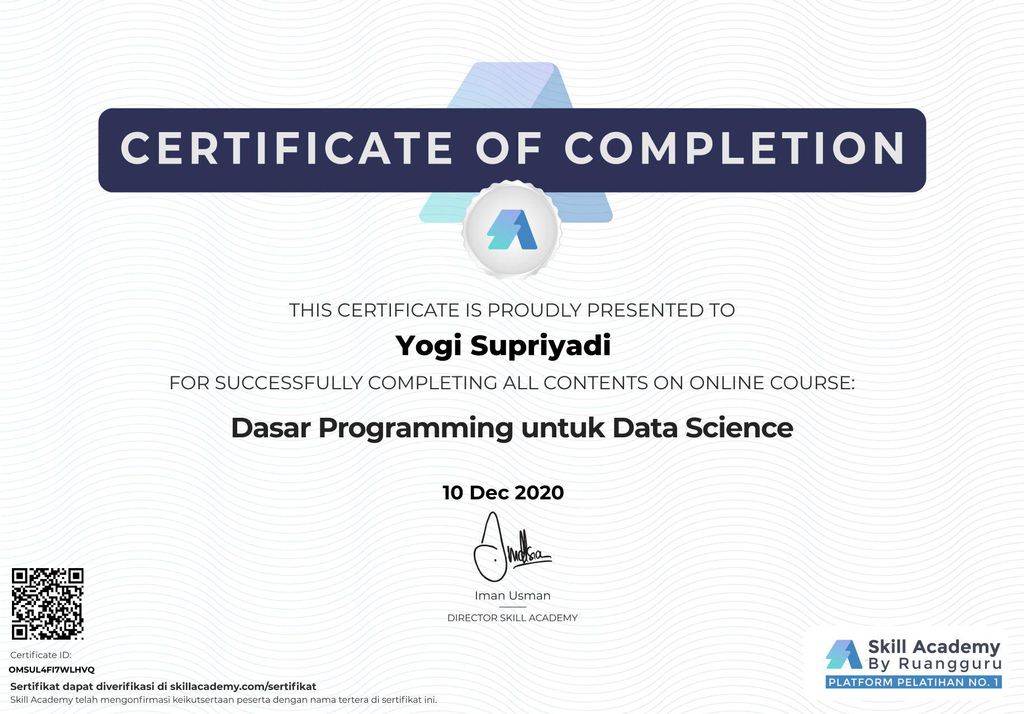 CERTIFICATE OF COMPLETION
THIS CERTIFICATE IS PROUDLY PRESENTED TO
Yogi Supriyadi
FOR SUCCESSFULLY COMPLETING ALL CONTENTS ON ONLINE COURSE:
Dasar Programming untuk Data Science
10 Dec 2020
Iman Usman
DIRECTOR SKILL ACADEMY
Certificate ID:
OMSUL4FI7WLHVQ
Sertifikat dapat diverifikasi di skillacademy.com/sertifikat
Skill Academy telah mengonfirmasi keikutsertaan peserta dengan nama tertera di sertifikat ini.
Skill Academy
By Ruangguru
PLATFORM PELATIHAN NO. 1